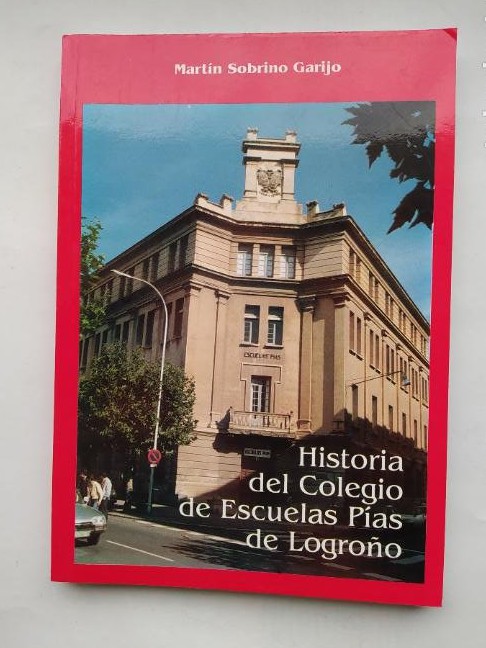 Martín Sobrino Garijo
ESCUELAS PIAS
Historia
del Colegio
de Escuelas Pías
de Logroño